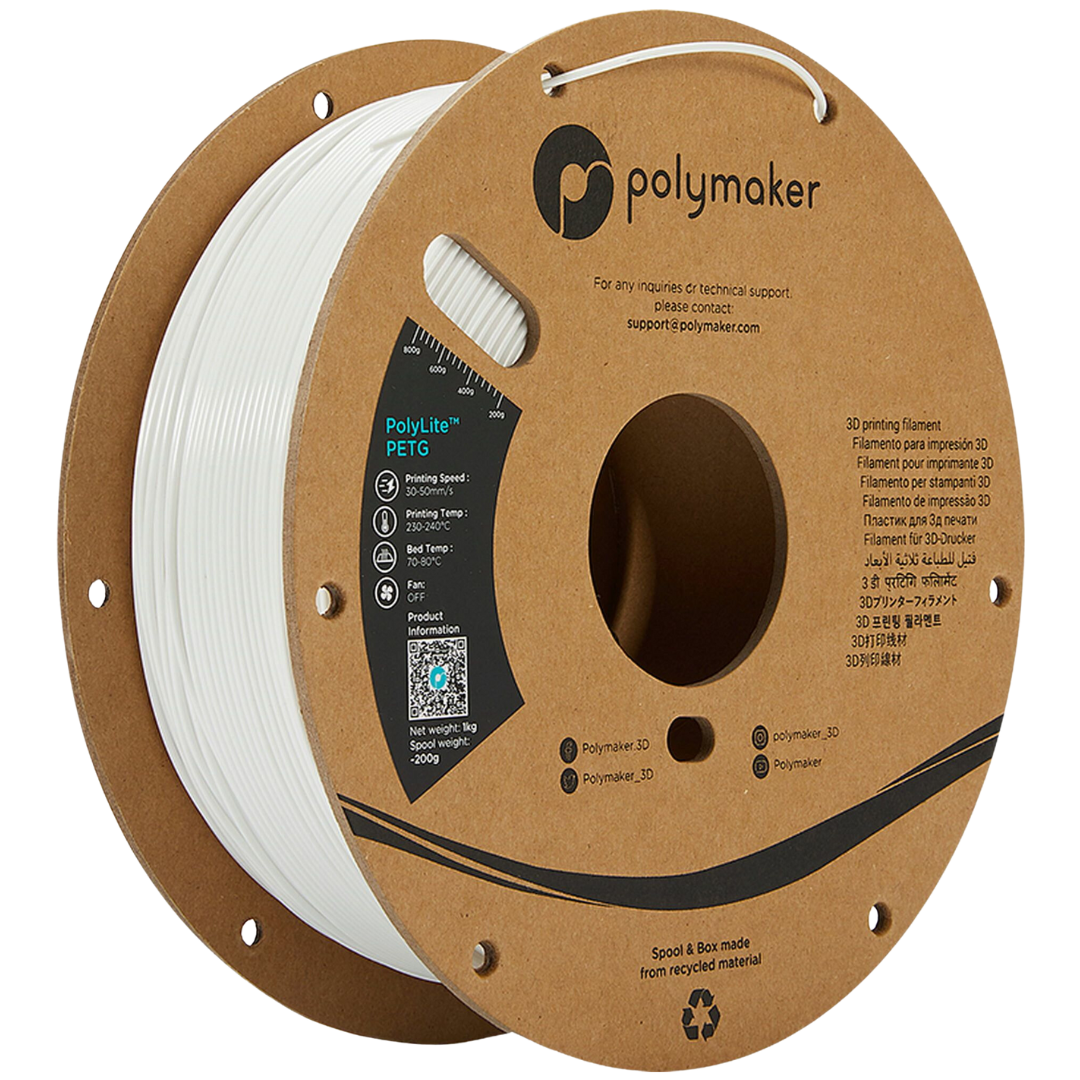 polymaker
For any inquiries or technical support,
please contact:
support@polymaker.com
800g
600g
400g
200g
PolyLite™
PETG
Printing Speed :
30-50mm/s
Printing Temp :
230-240°C
Bed Temp :
70-80°C
Fan:
OFF
Product
Information
Net weight: 1kg
Spool weight:
~200g
3D printing filament
Filamento para impresión 3D
Filament pour imprimante 3D
Filamento per stampanti 3D
Filamento de impressão 3D
Пластик для 3д печати
Filament für 3D-Drucker
فتيل للطباعة ثلاثية الأبعاد
3 डी प्रटिंगि फलिामेंट
3Dプリンターフィラメント
3D 프린팅 필라멘트
3D打印线材
3D列印線材
Polymaker.3D
Polymaker_3D
polymaker_3D
Polymaker
Spool & Box made
from recycled material